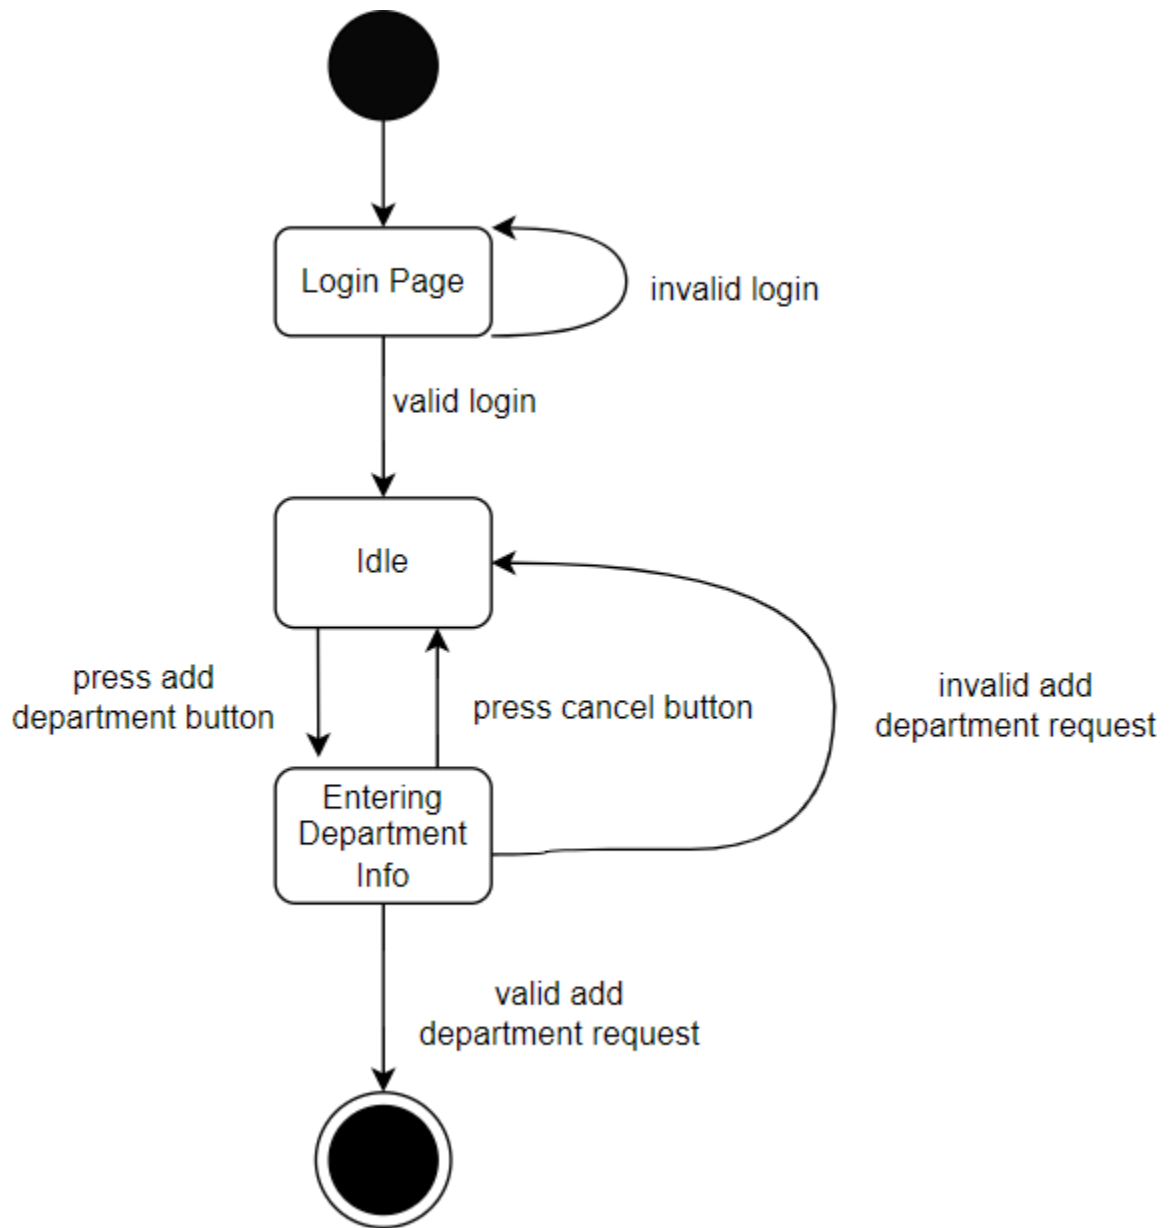 Login Page
invalid login
valid login
Idle
press add
department button
press cancel button
invalid add
department request
Entering
Department
Info
valid add
department request